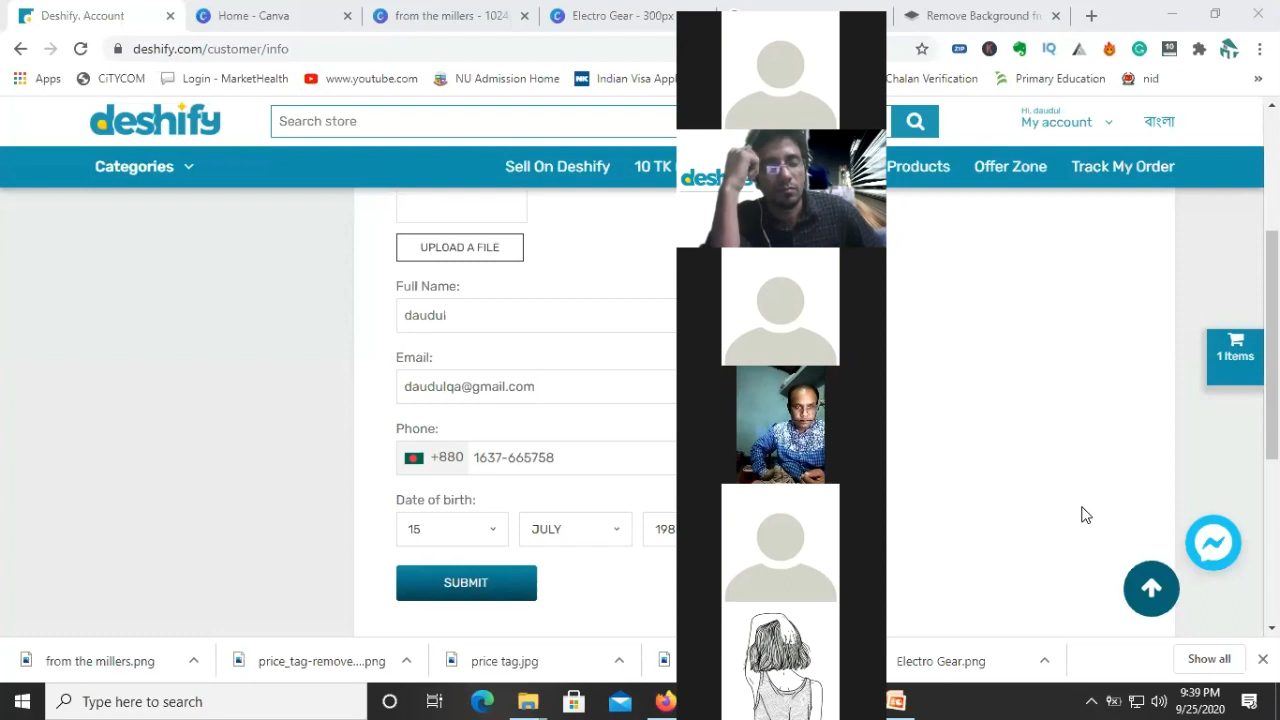 Deshify. Account
Home - Canva
from the millers - 1024
Electro Gear - 300px
Remove Background fr
deshify.com/customer/info
Apps
CiTYCOM
Login - MarketHealth
www.youtube.com
NU Admission Home
Indian Visa Appl
Chalan Verification
Primary Education
nid
deshify
Search store
Hi, daudul
My account
বাংলা
Categories
Sell On Deshify
10 TK
Products
Offer Zone
Track My Order
UPLOAD A FILE
Full Name:
daudul
Email:
daudulqa@gmail.com
Phone:
+880
1637-665758
Date of birth:
15
JULY
198
SUBMIT
1 Items
from the millers.png
price_tag-remove....png
price tag.jpg
Electro Gear.png
Show all
Type here to search
9:39 PM
9/25/2020